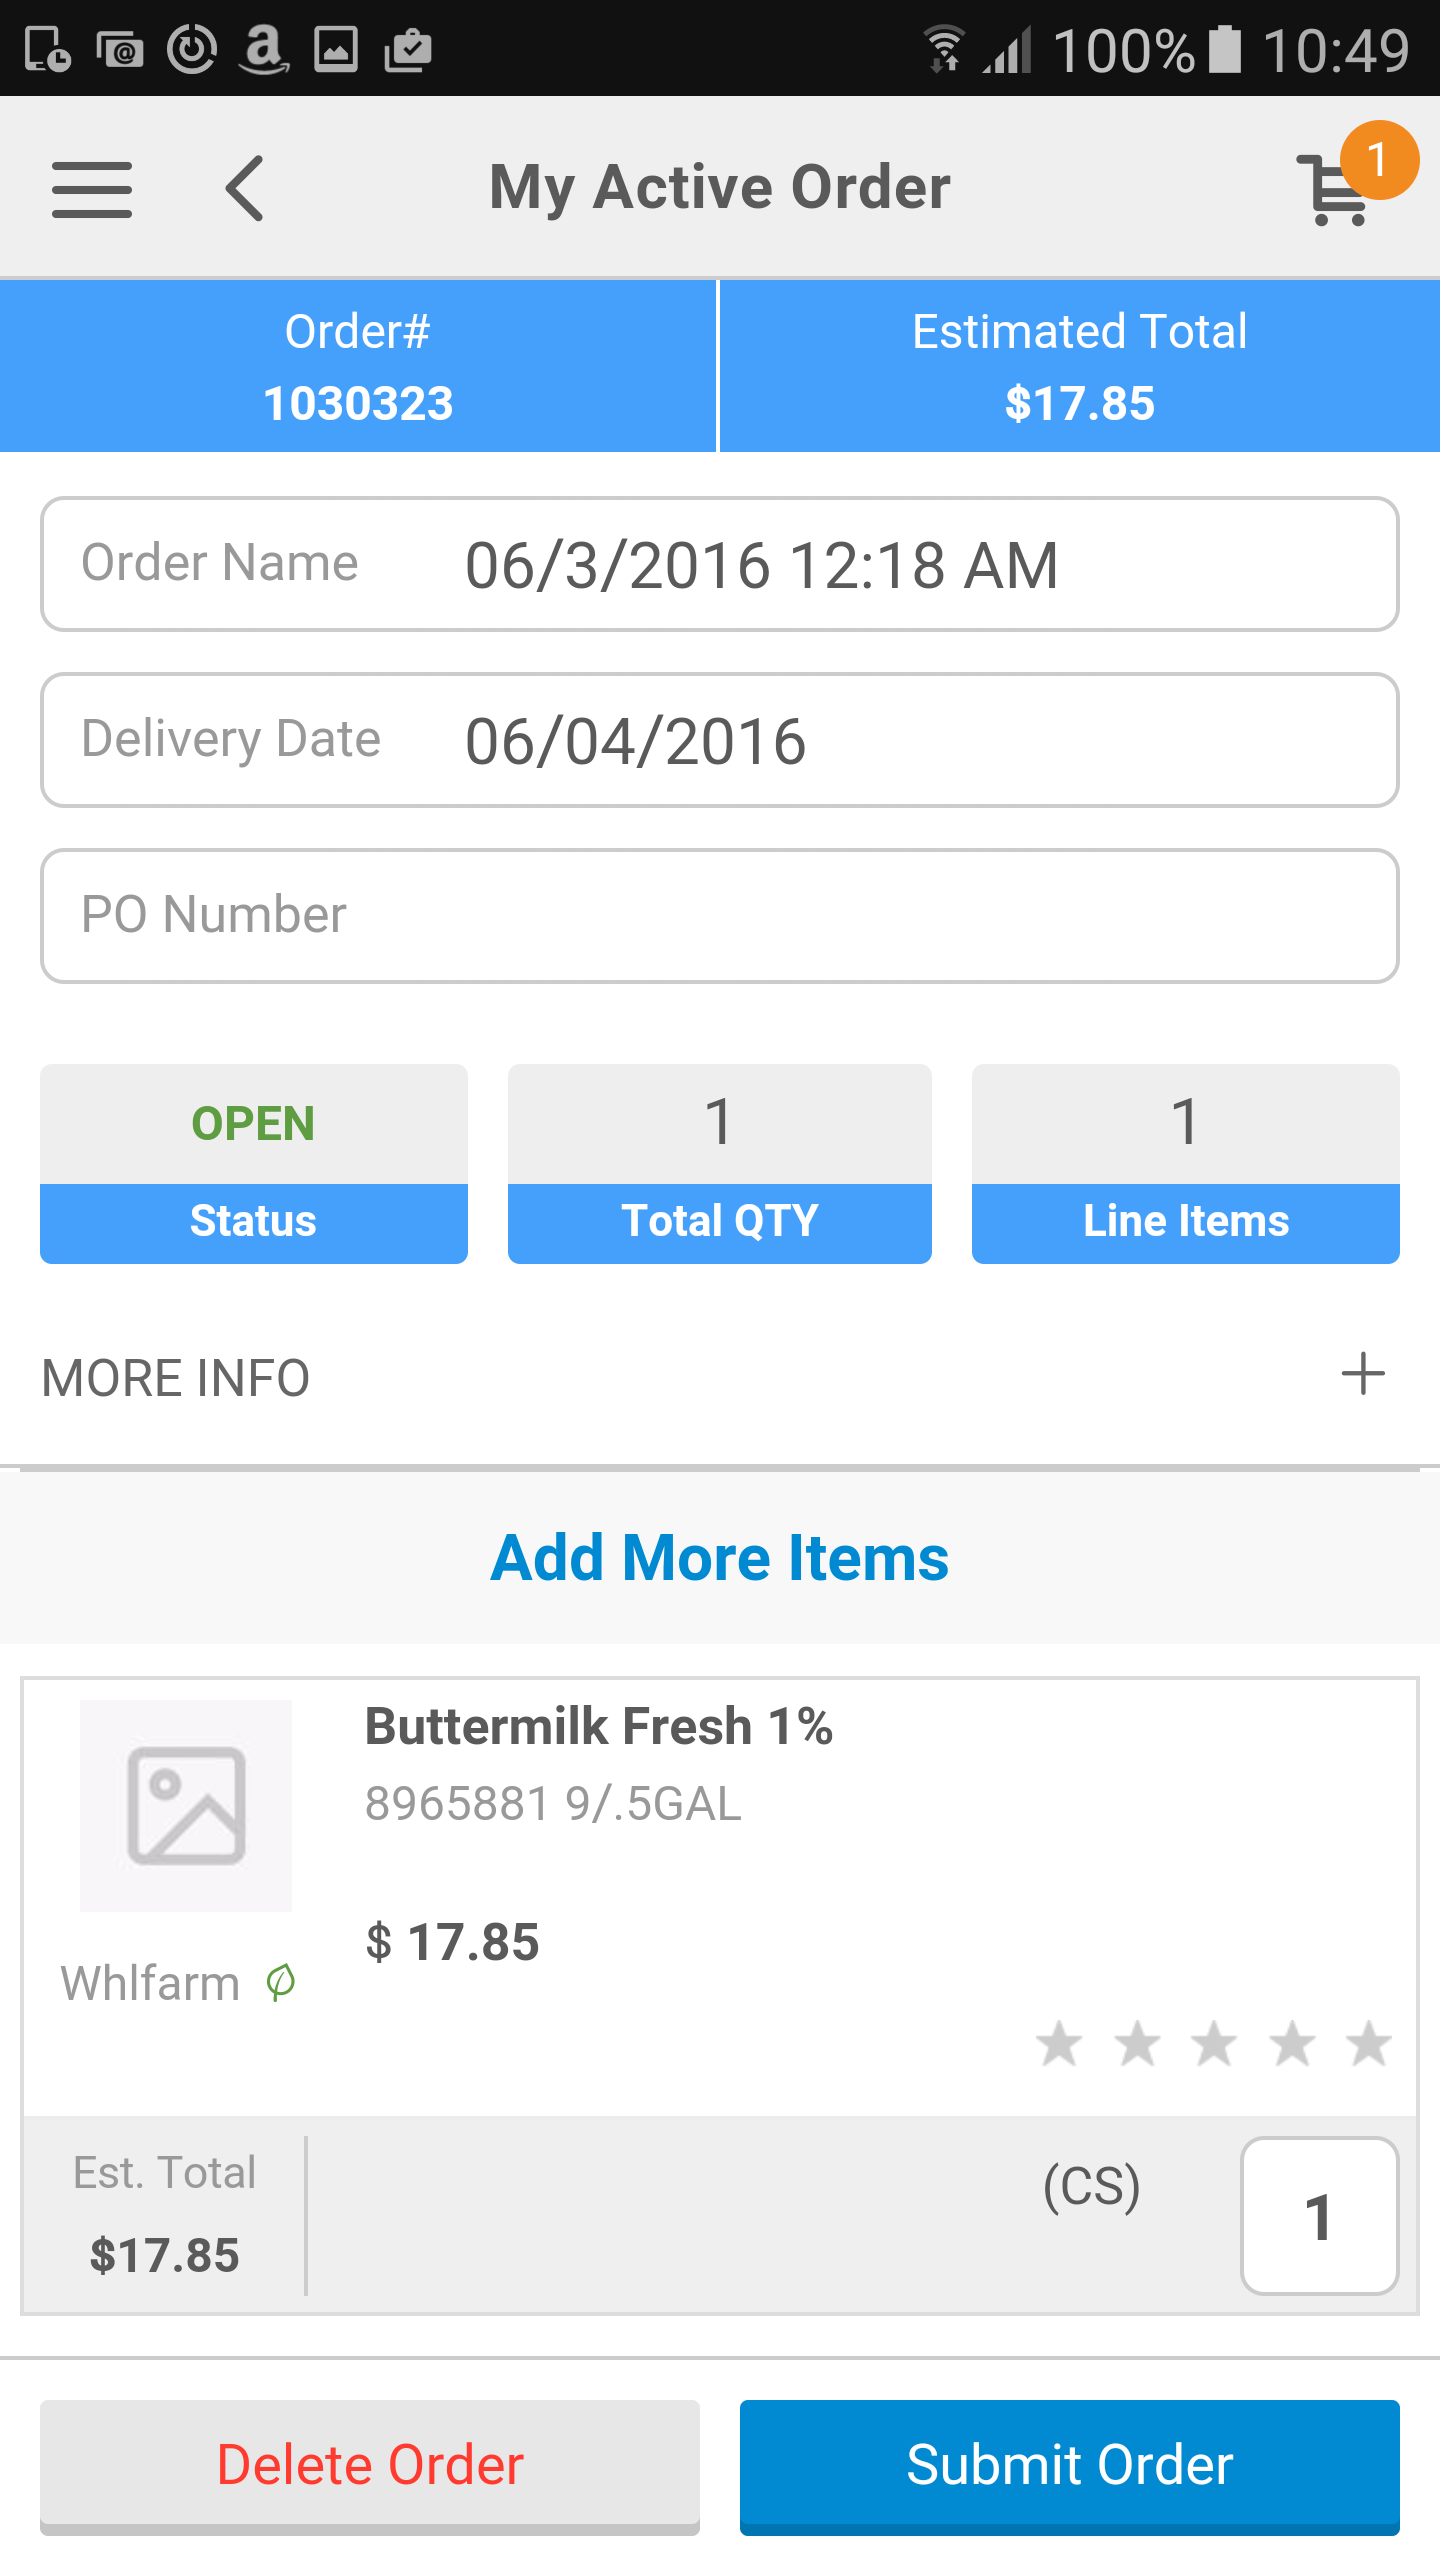 100% 10:49
My Active Order
1
Order#
1030323
Estimated Total
$17.85
Order Name 06/3/2016 12:18 AM
Delivery Date 06/04/2016
PO Number
OPEN
Status
1
Total QTY
1
Line Items
MORE INFO
Add More Items
Buttermilk Fresh 1%
8965881 9/.5GAL
$ 17.85
Whlfarm
Est. Total
$17.85
(CS)
1
Delete Order
Submit Order